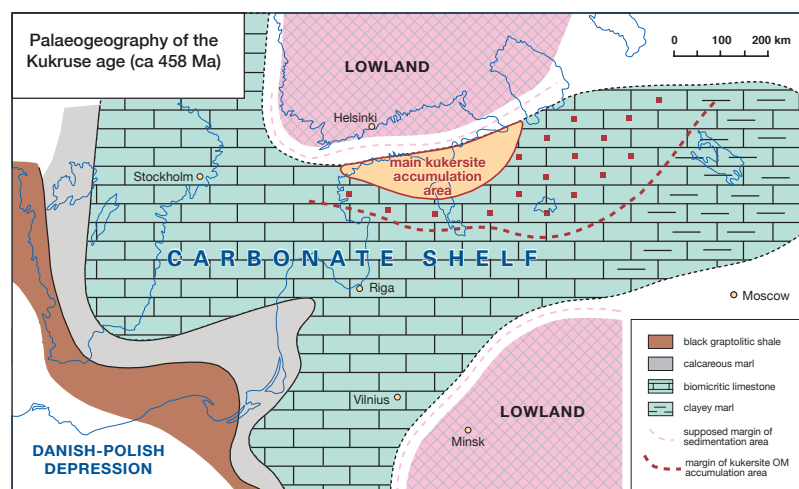 Palaeogeography of the
Kukruse age (ca 458 Ma)
LOWLAND
0 100 200 km
Helsinki
main kukersite
accumulation
area
Stockholm
CARBONATE SHELF
Riga
Moscow
Vilnius
LOWLAND
Minsk
DANISH-POLISH
DEPRESSION
black graptolitic shale
calcareous marl
biomicritic limestone
clayey marl
supposed margin of
sedimentation area
margin of kukersite OM
accumulation area